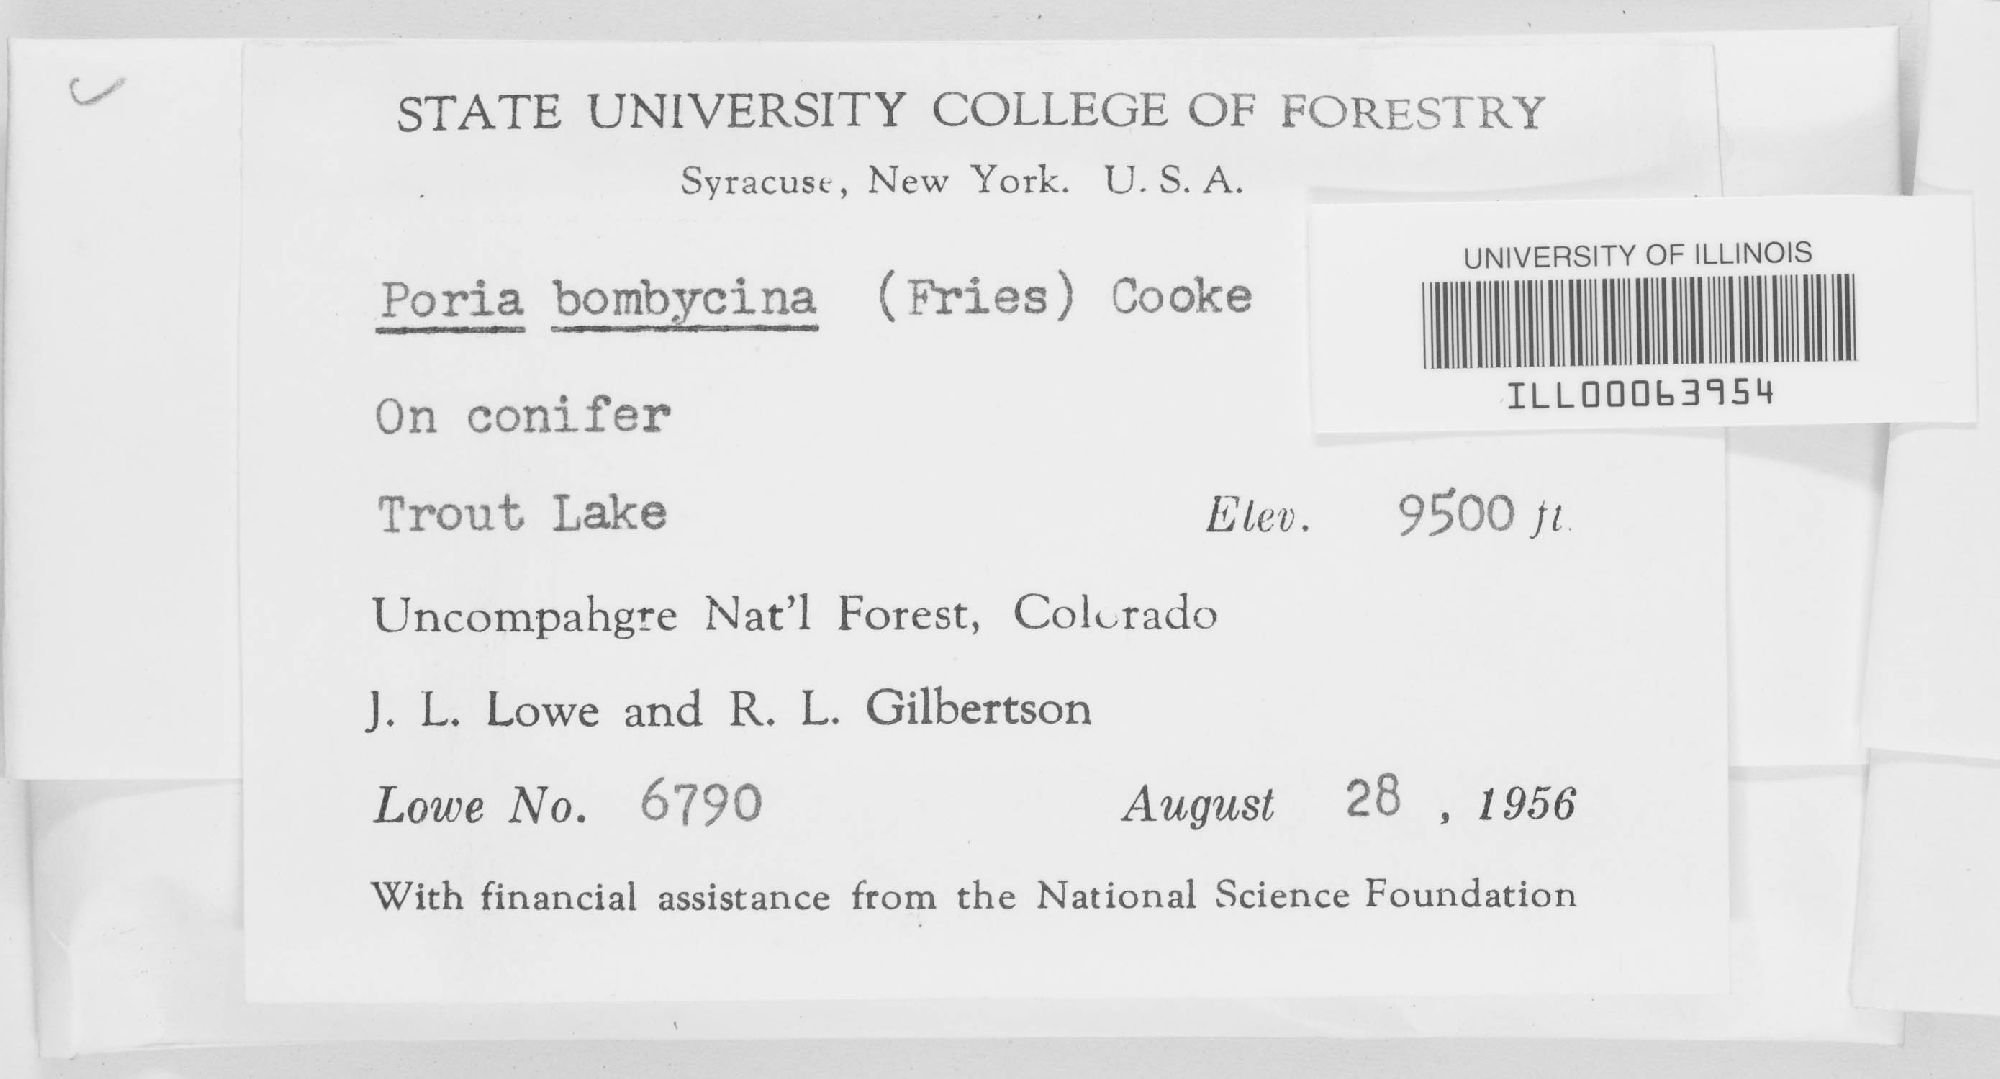 STATE UNIVERSITY COLLEGE OF FORESTRY
Syracuse, New York. U. S. A.
UNIVERSITY OF ILLINOIS
ILL00063954
Poria bombycina (Fries) Cooke
On conifer
Trout Lake Elev. 9500 ft.
Uncompahgre Nat'l Forest, Colorado
J. L. Lowe and R. L. Gilbertson
Lowe No. 6790 August 28 , 1956
With financial assistance from the National Science Foundation